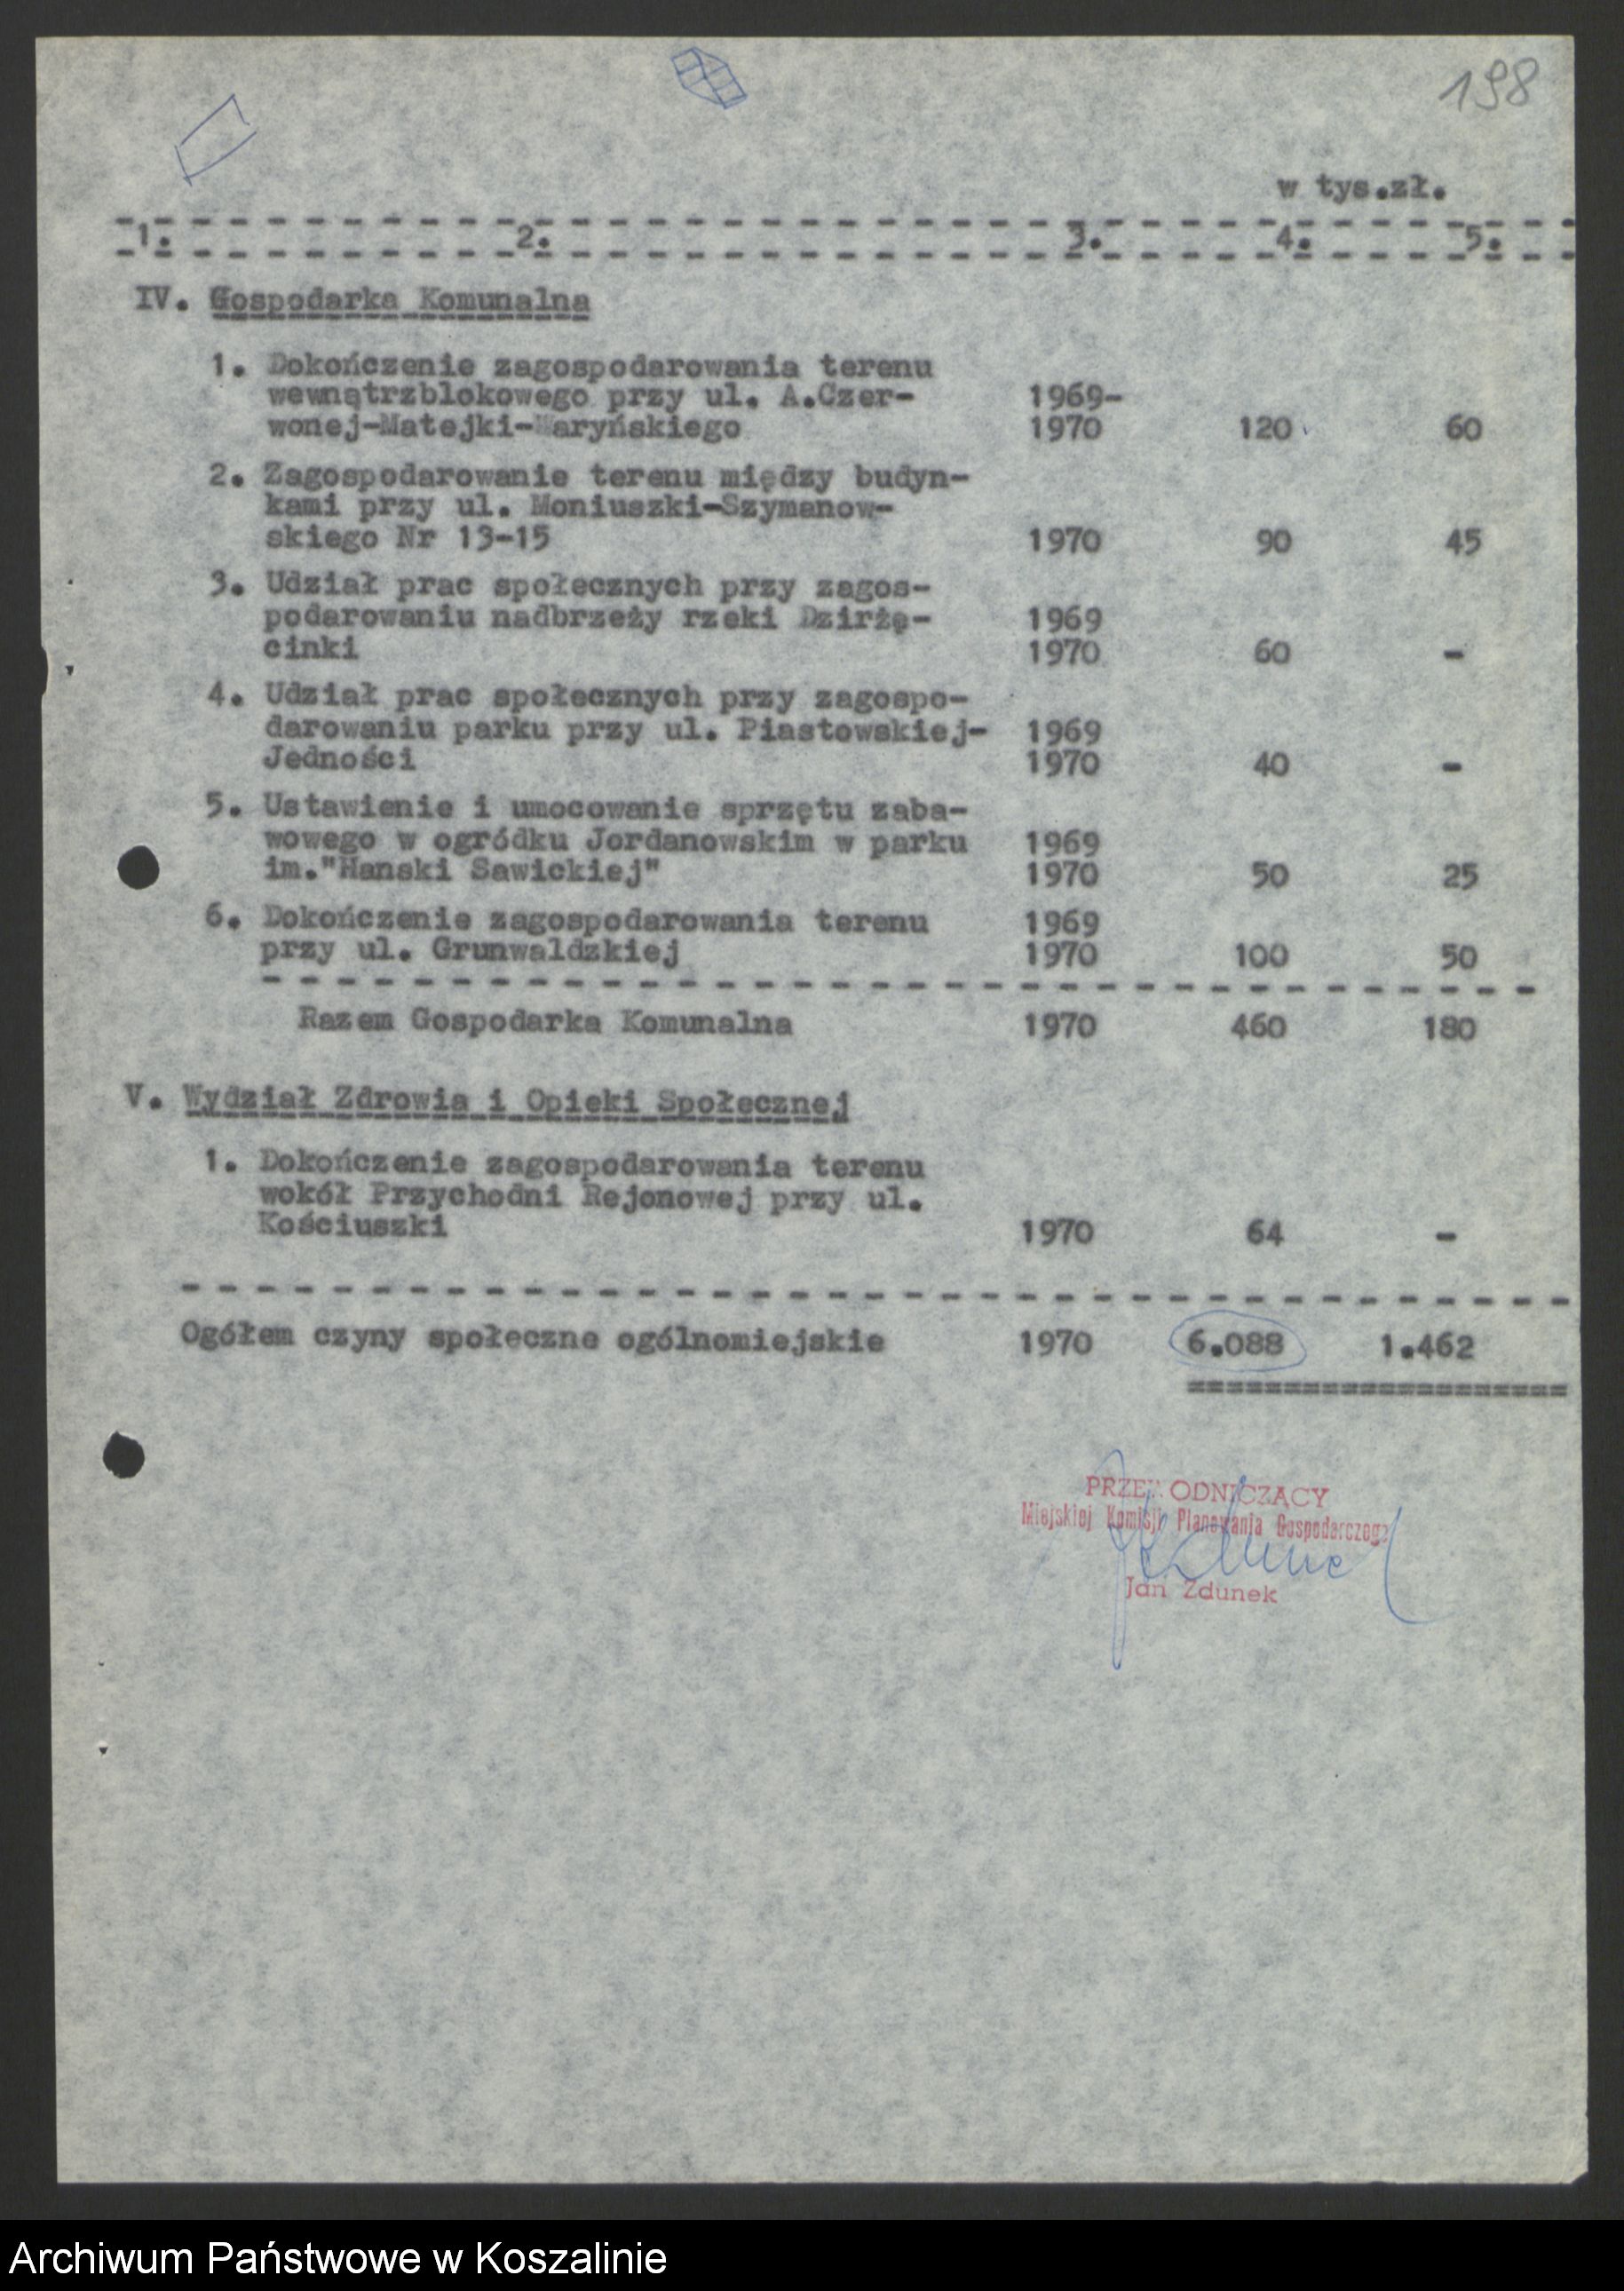 198
w tys.zł.
1. 2. 3. 4. 5.
IV. Gospodarka Komunalna
1. Dokończenie zagospodarowania terenu
wewnątrzblokowego przy ul. A.Czer- 1969-
wonej-Matejki-Waryńskiego 1970 120 60
2. Zagospodarowanie terenu między budyn-
kami przy ul. Moniuszki-Szymanow-
skiego Nr 13-15 1970 90 45
3. Udział prac społecznych przy zagos-
podarowaniu nadbrzeży rzeki Dzirżę- 1969
cinki 1970 60 -
4. Udział prac społecznych przy zagospo-
darowaniu parku przy ul. Piastowskiej- 1969
Jedności 1970 40 -
5. Ustawienie i umocowanie sprzętu zaba-
wowego w ogródku Jordanowskim w parku 1969
im."Hanski Sawickiej" 1970 50 25
6. Dokończenie zagospodarowania terenu 1969
przy ul. Grunwaldzkiej 1970 100 50
Razem Gospodarka Komunalna 1970 460 180
V. Wydział Zdrowia i Opieki Społecznej
1. Dokończenie zagospodarowania terenu
wokół Przychodni Rejonowej przy ul.
Kościuszki 1970 64 -
Ogółem czyny społeczne ogólnomiejskie 1970 6.088 1.462
PRZEWODNICZĄCY
Miejskiej Komisji Planowania Gospodarczego
Jan Zdunek
Archiwum Państwowe w Koszalinie